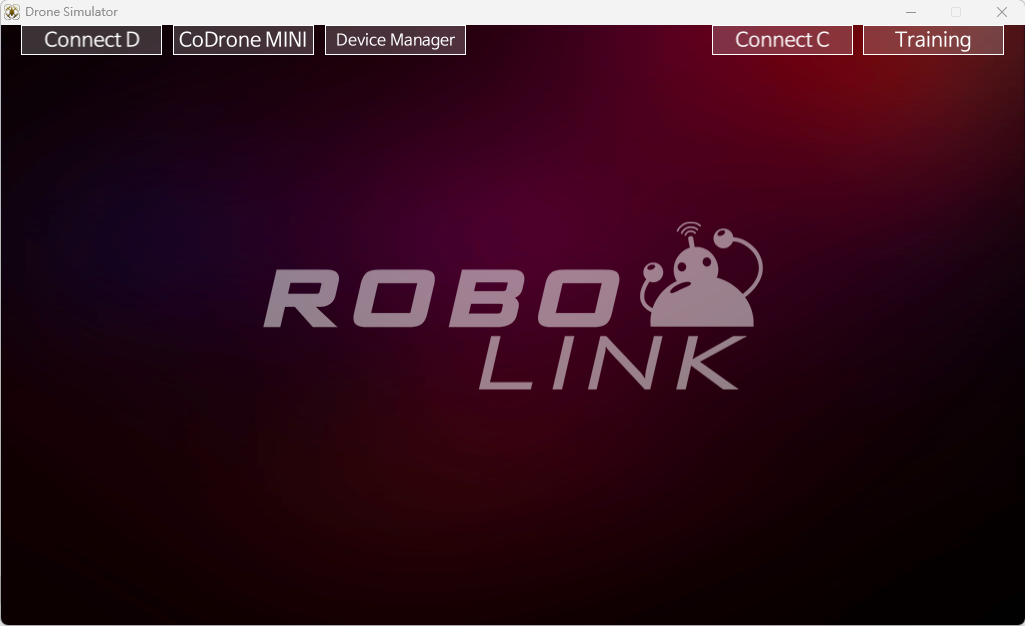 Drone Simulator
Connect D
CoDrone MINI
Device Manager
Connect C
Training
ROBO
LINK